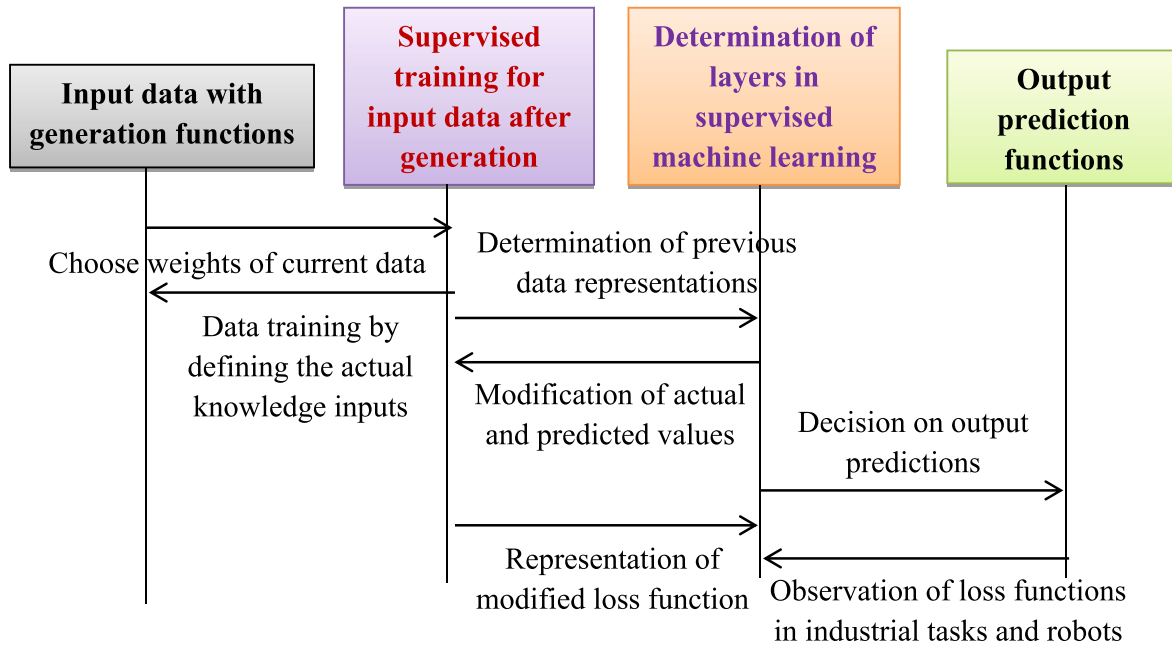 Input data with
generation functions
Supervised
training for
input data after
generation
Determination of
layers in
supervised
machine learning
Output
prediction
functions
Choose weights of current data
Determination of previous
data representations
Data training by
defining the actual
knowledge inputs
Modification of actual
and predicted values
Decision on output
predictions
Representation of
modified loss function
Observation of loss functions
in industrial tasks and robots